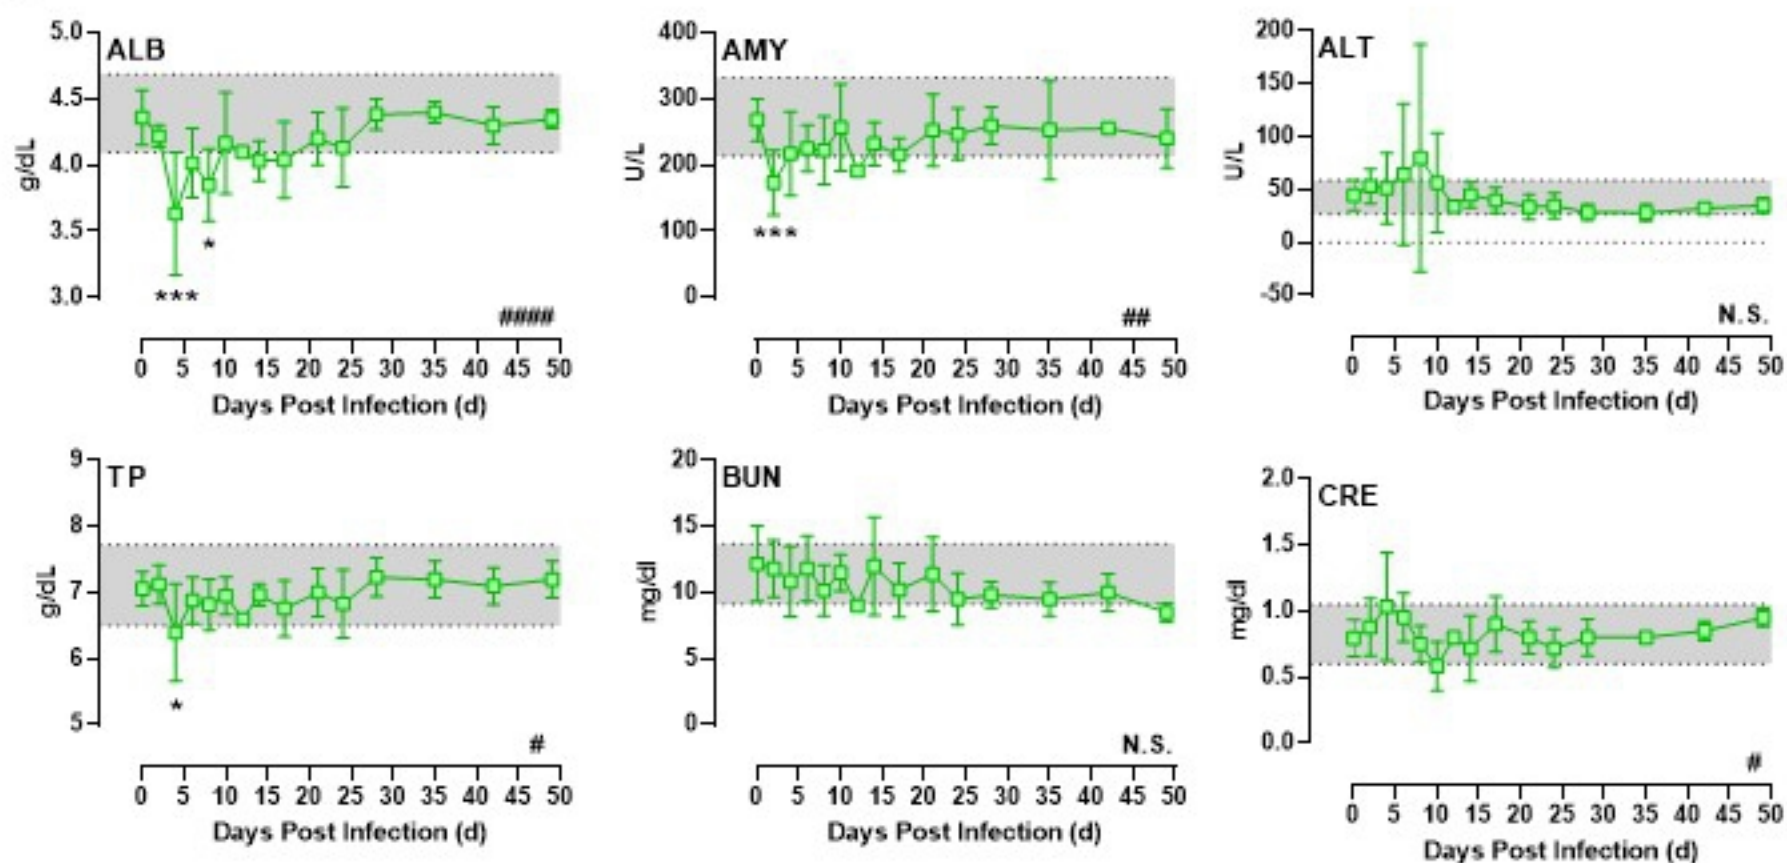 ALB
g/dL
5.0
4.5
4.0
3.5
3.0
***
*
####
0 5 10 15 20 25 30 35 40 45 50
Days Post Infection (d)
AMY
U/L
400
300
200
100
0
***
##
0 5 10 15 20 25 30 35 40 45 50
Days Post Infection (d)
ALT
U/L
200
150
100
50
0
-50
N.S.
0 5 10 15 20 25 30 35 40 45 50
Days Post Infection (d)
TP
g/dL
9
8
7
6
5
*
#
0 5 10 15 20 25 30 35 40 45 50
Days Post Infection (d)
BUN
mg/dl
20
15
10
5
0
N.S.
0 5 10 15 20 25 30 35 40 45 50
Days Post Infection (d)
CRE
mg/dl
2.0
1.5
1.0
0.5
0.0
#
0 5 10 15 20 25 30 35 40 45 50
Days Post Infection (d)